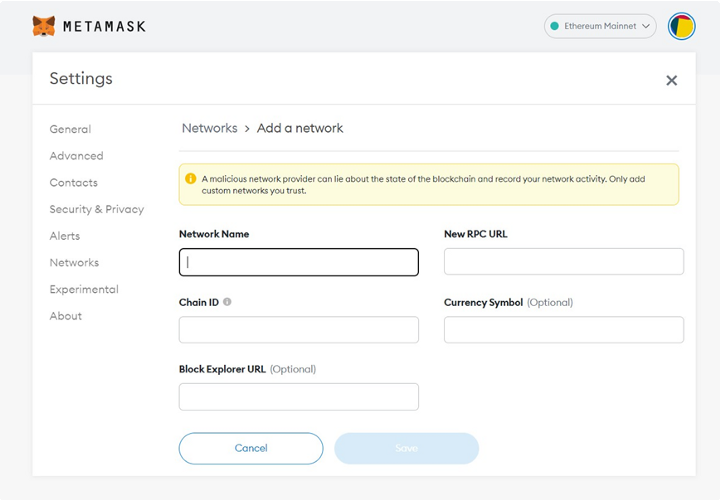 METAMASK
Ethereum Mainnet
Settings
General
Advanced
Contacts
Security & Privacy
Alerts
Networks
Experimental
About
Networks > Add a network
A malicious network provider can lie about the state of the blockchain and record your network activity. Only add
custom networks you trust.
Network Name
New RPC URL
Chain ID
Currency Symbol (Optional)
Block Explorer URL (Optional)
Cancel
Save